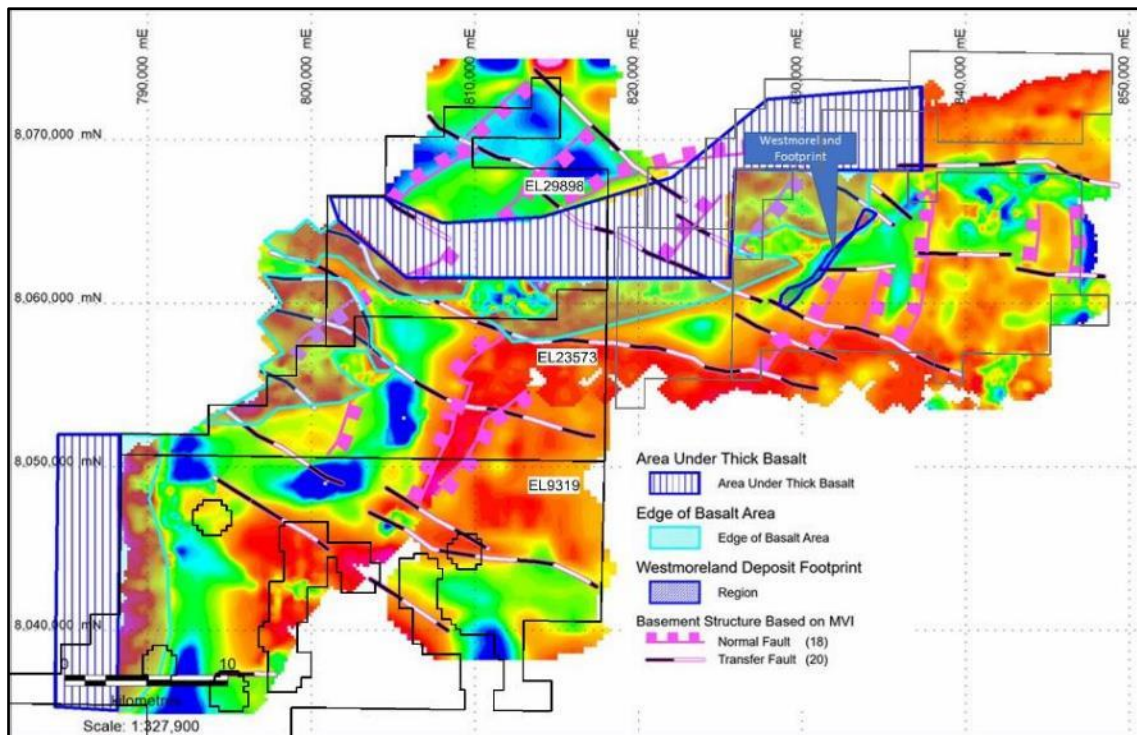 790,000 mE
800,000 mE
810,000 mE
820,000 mE
830,000 mE
840,000 mE
850,000 mE
8,070,000 mN
Westmoreland
Footprint
EL29898
8,060,000 mN
EL23573
8,050,000 mN
EL9319
Area Under Thick Basalt
Area Under Thick Basalt
Edge of Basalt Area
Edge of Basalt Area
Westmoreland Deposit Footprint
Region
Basement Structure Based on MVI
Normal Fault (18)
Transfer Fault (20)
8,040,000 mN
0 10
kilometres
Scale: 1:327,900